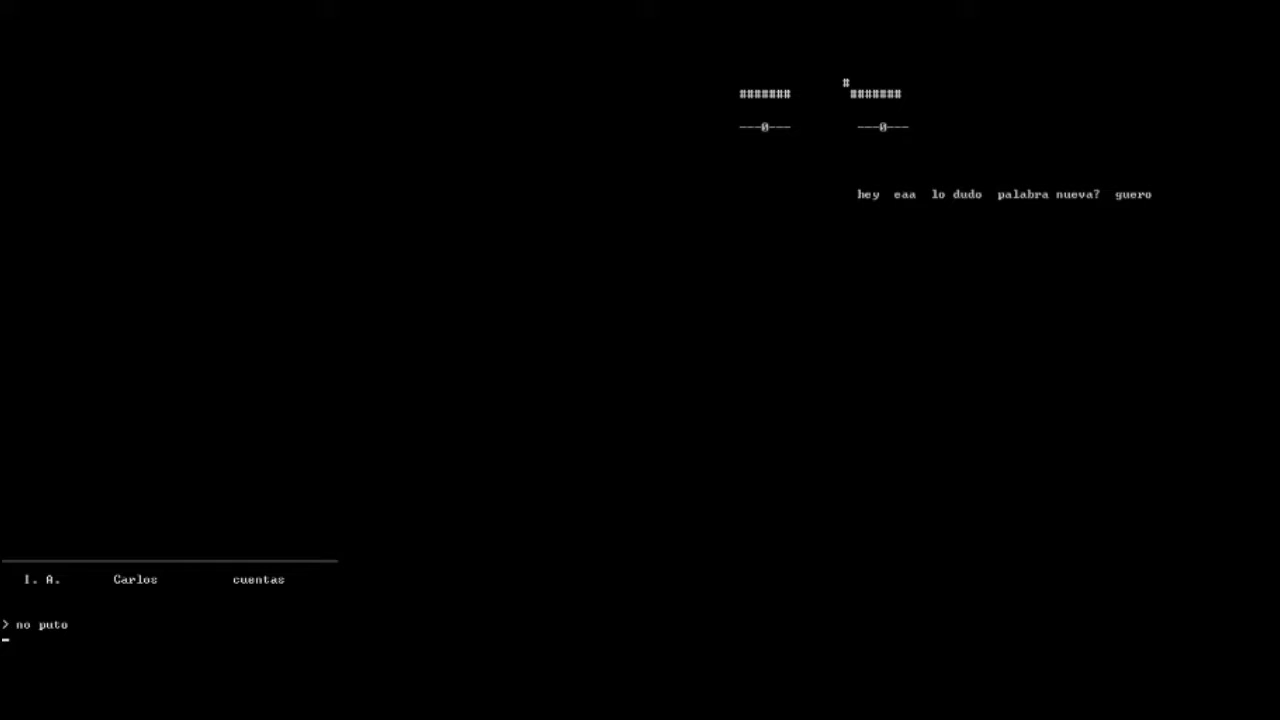 #
####### #######
---0--- ---0---
hey eaa lo dudo palabra nueva? guero
I. A. Carlos cuentas
> no puto